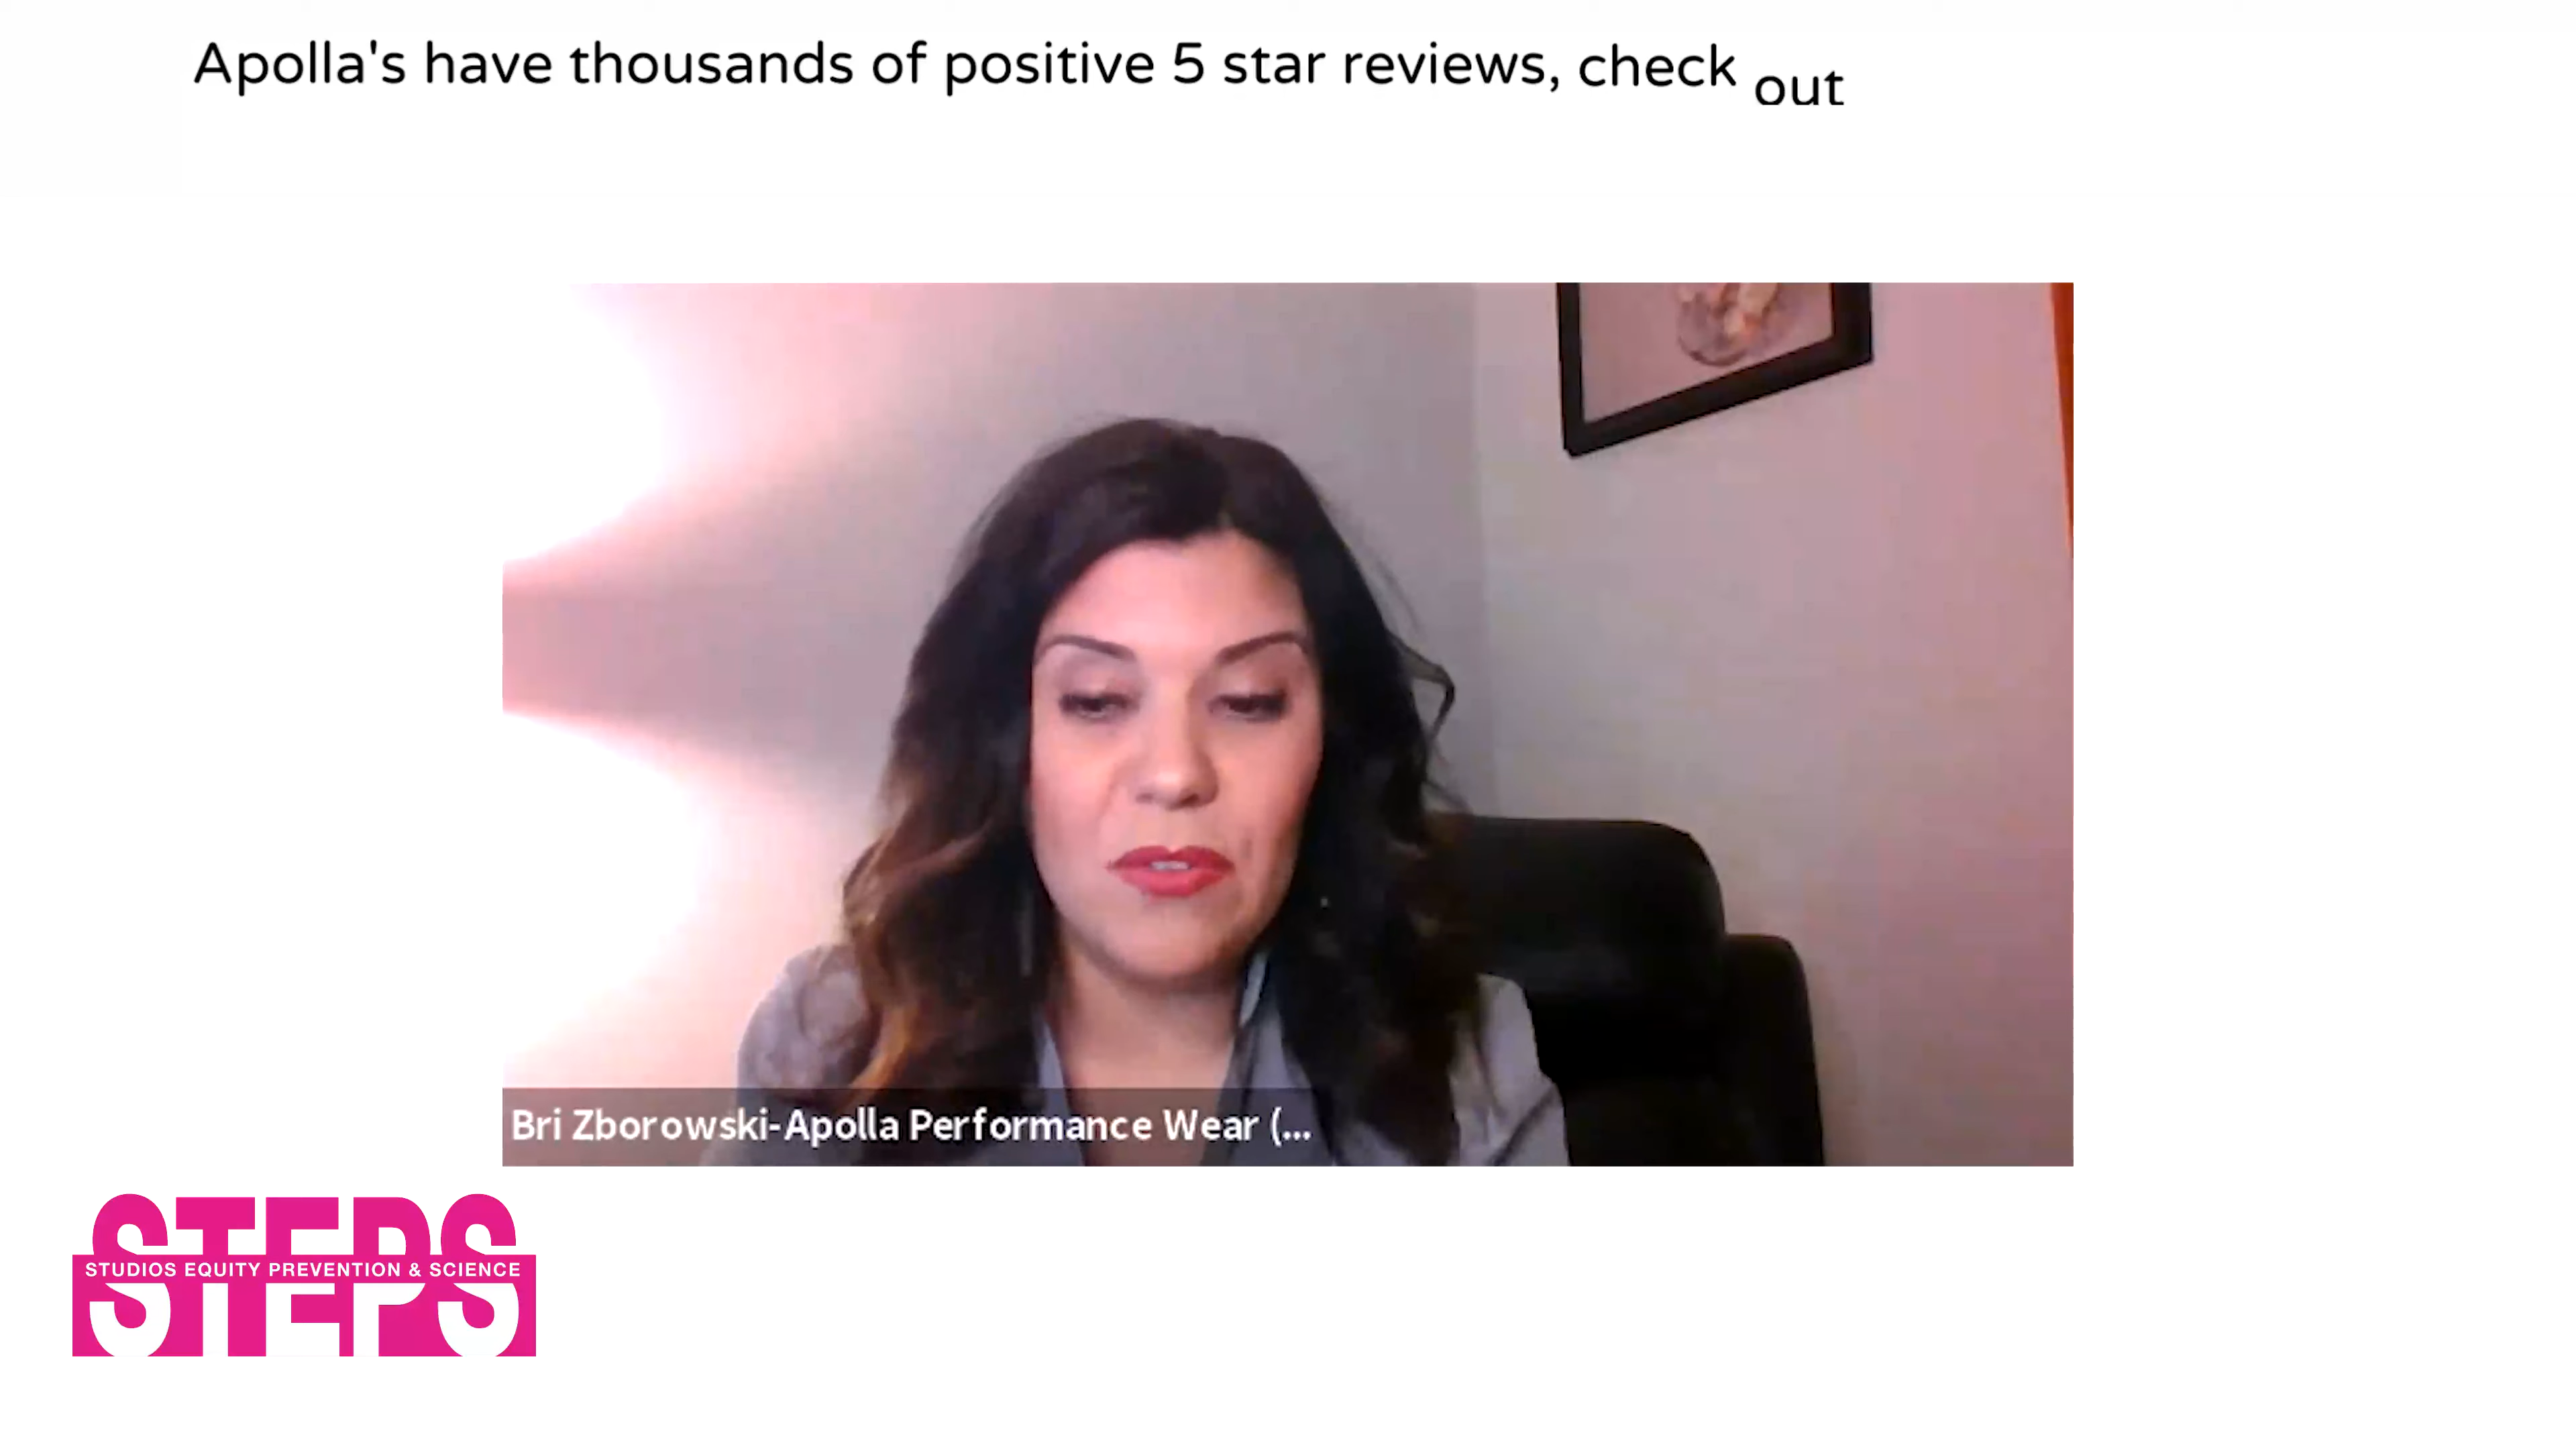 Apolla's have thousands of positive 5 star reviews, check out
Bri Zborowski-Apolla Performance Wear (...
STEPS
STUDIOS EQUITY PREVENTION & SCIENCE